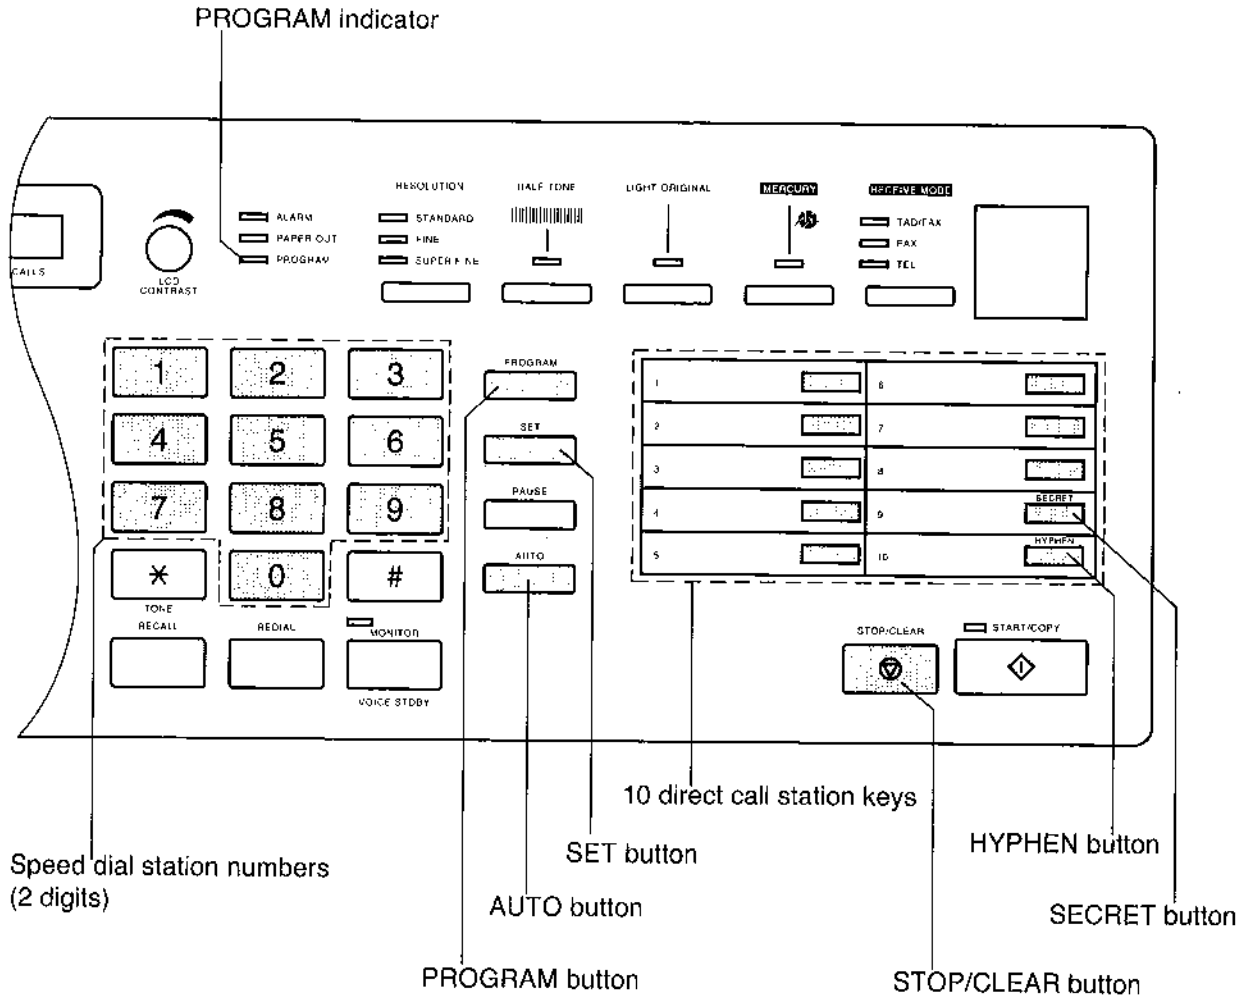 PROGRAM indicator
RESOLUTION
HALF TONE
LIGHT ORIGINAL
MERCURY
RECEIVE MODE
ALARM
PAPER OUT
PROGRAM
STANDARD
FINE
SUPER FINE
TAD/FAX
FAX
TEL
CALLS
LCD
CONTRAST
1
2
3
4
5
6
7
8
9
*
0
#
TONE
RECALL
REDIAL
MONITOR
VOICE STDBY
PROGRAM
SET
PAUSE
AUTO
1
2
3
4
5
6
7
8
9
SECRET
10
HYPHEN
STOP/CLEAR
START/COPY
10 direct call station keys
HYPHEN button
SET button
Speed dial station numbers
(2 digits)
AUTO button
SECRET button
PROGRAM button
STOP/CLEAR button